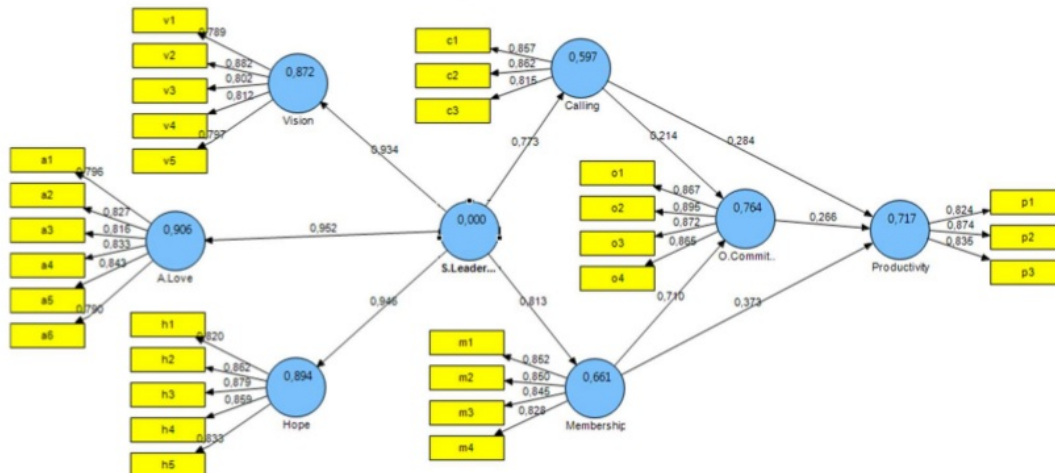 v1
v2
v3
v4
v5
0,789
0,882
0,802
0,812
0,797
0,872
Vision
a1
a2
a3
a4
a5
a6
0,796
0,827
0,816
0,833
0,843
0,790
0,906
A.Love
h1
h2
h3
h4
h5
0,820
0,862
0,879
0,859
0,833
0,894
Hope
0,934
0,952
0,946
0,000
S.Leader...
0,773
0,813
c1
c2
c3
0,857
0,862
0,815
0,597
Calling
0,214
0,284
o1
o2
o3
o4
0,867
0,895
0,872
0,865
0,764
O.Commit..
0,266
m1
m2
m3
m4
0,852
0,850
0,845
0,828
0,661
Membership
0,710
0,373
0,717
Productivity
0,824
0,874
0,835
p1
p2
p3